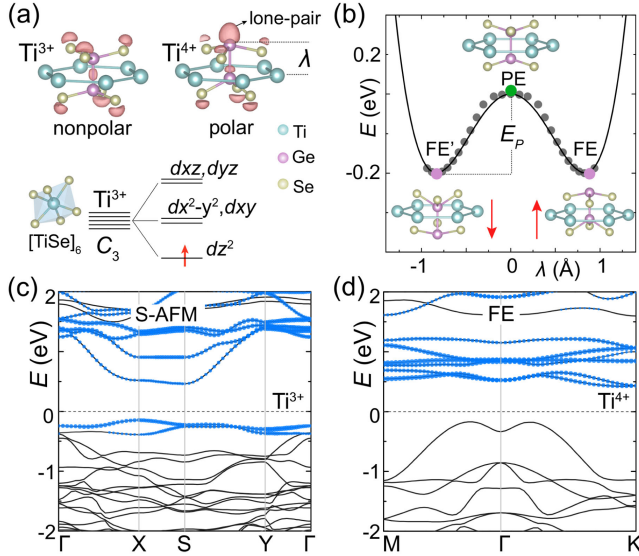 (a)
lone-pair
Ti³⁺
Ti⁴⁺
λ
nonpolar
polar
Ti
Ge
Se
dxz,dyz
Ti³⁺
dx²-y²,dxy
[TiSe]₆
C₃
dz²
(b)
E (eV)
0.2
0
-0.2
PE
E_P
FE'
FE
-1
0
1
λ (Å)
(c)
S-AFM
E (eV)
2
1
0
-1
-2
Ti³⁺
Γ
X
S
Y
Γ
(d)
FE
E (eV)
2
1
0
-1
-2
Ti⁴⁺
M
Γ
K